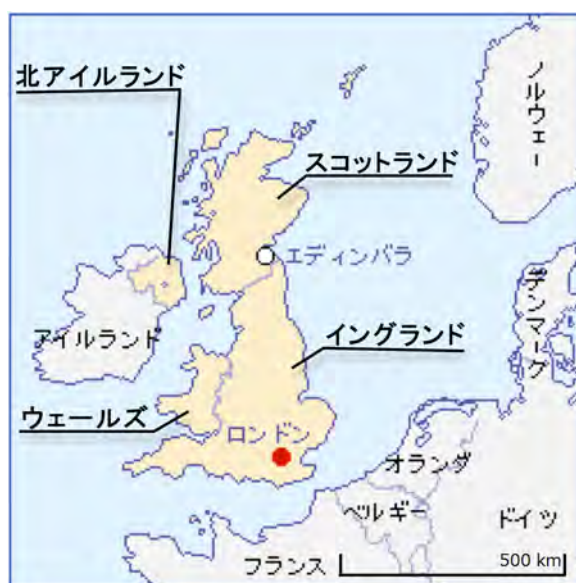 北アイルランド
ノルウェー
スコットランド
エディンバラ
デンマーク
アイルランド
イングランド
ウェールズ
ロンドン
オランダ
ベルギー
ドイツ
フランス
500 km